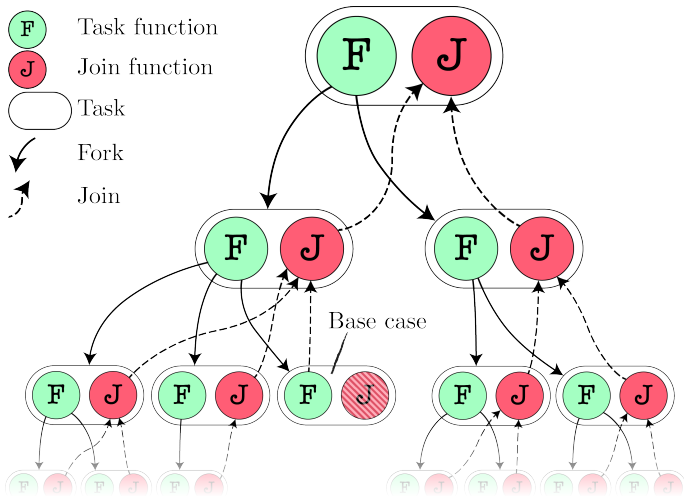 F Task function
J Join function
Task
Fork
Join
F J
F J F J
Base case
F J F J F J F J F J
F J F J F J F J F J F J F J